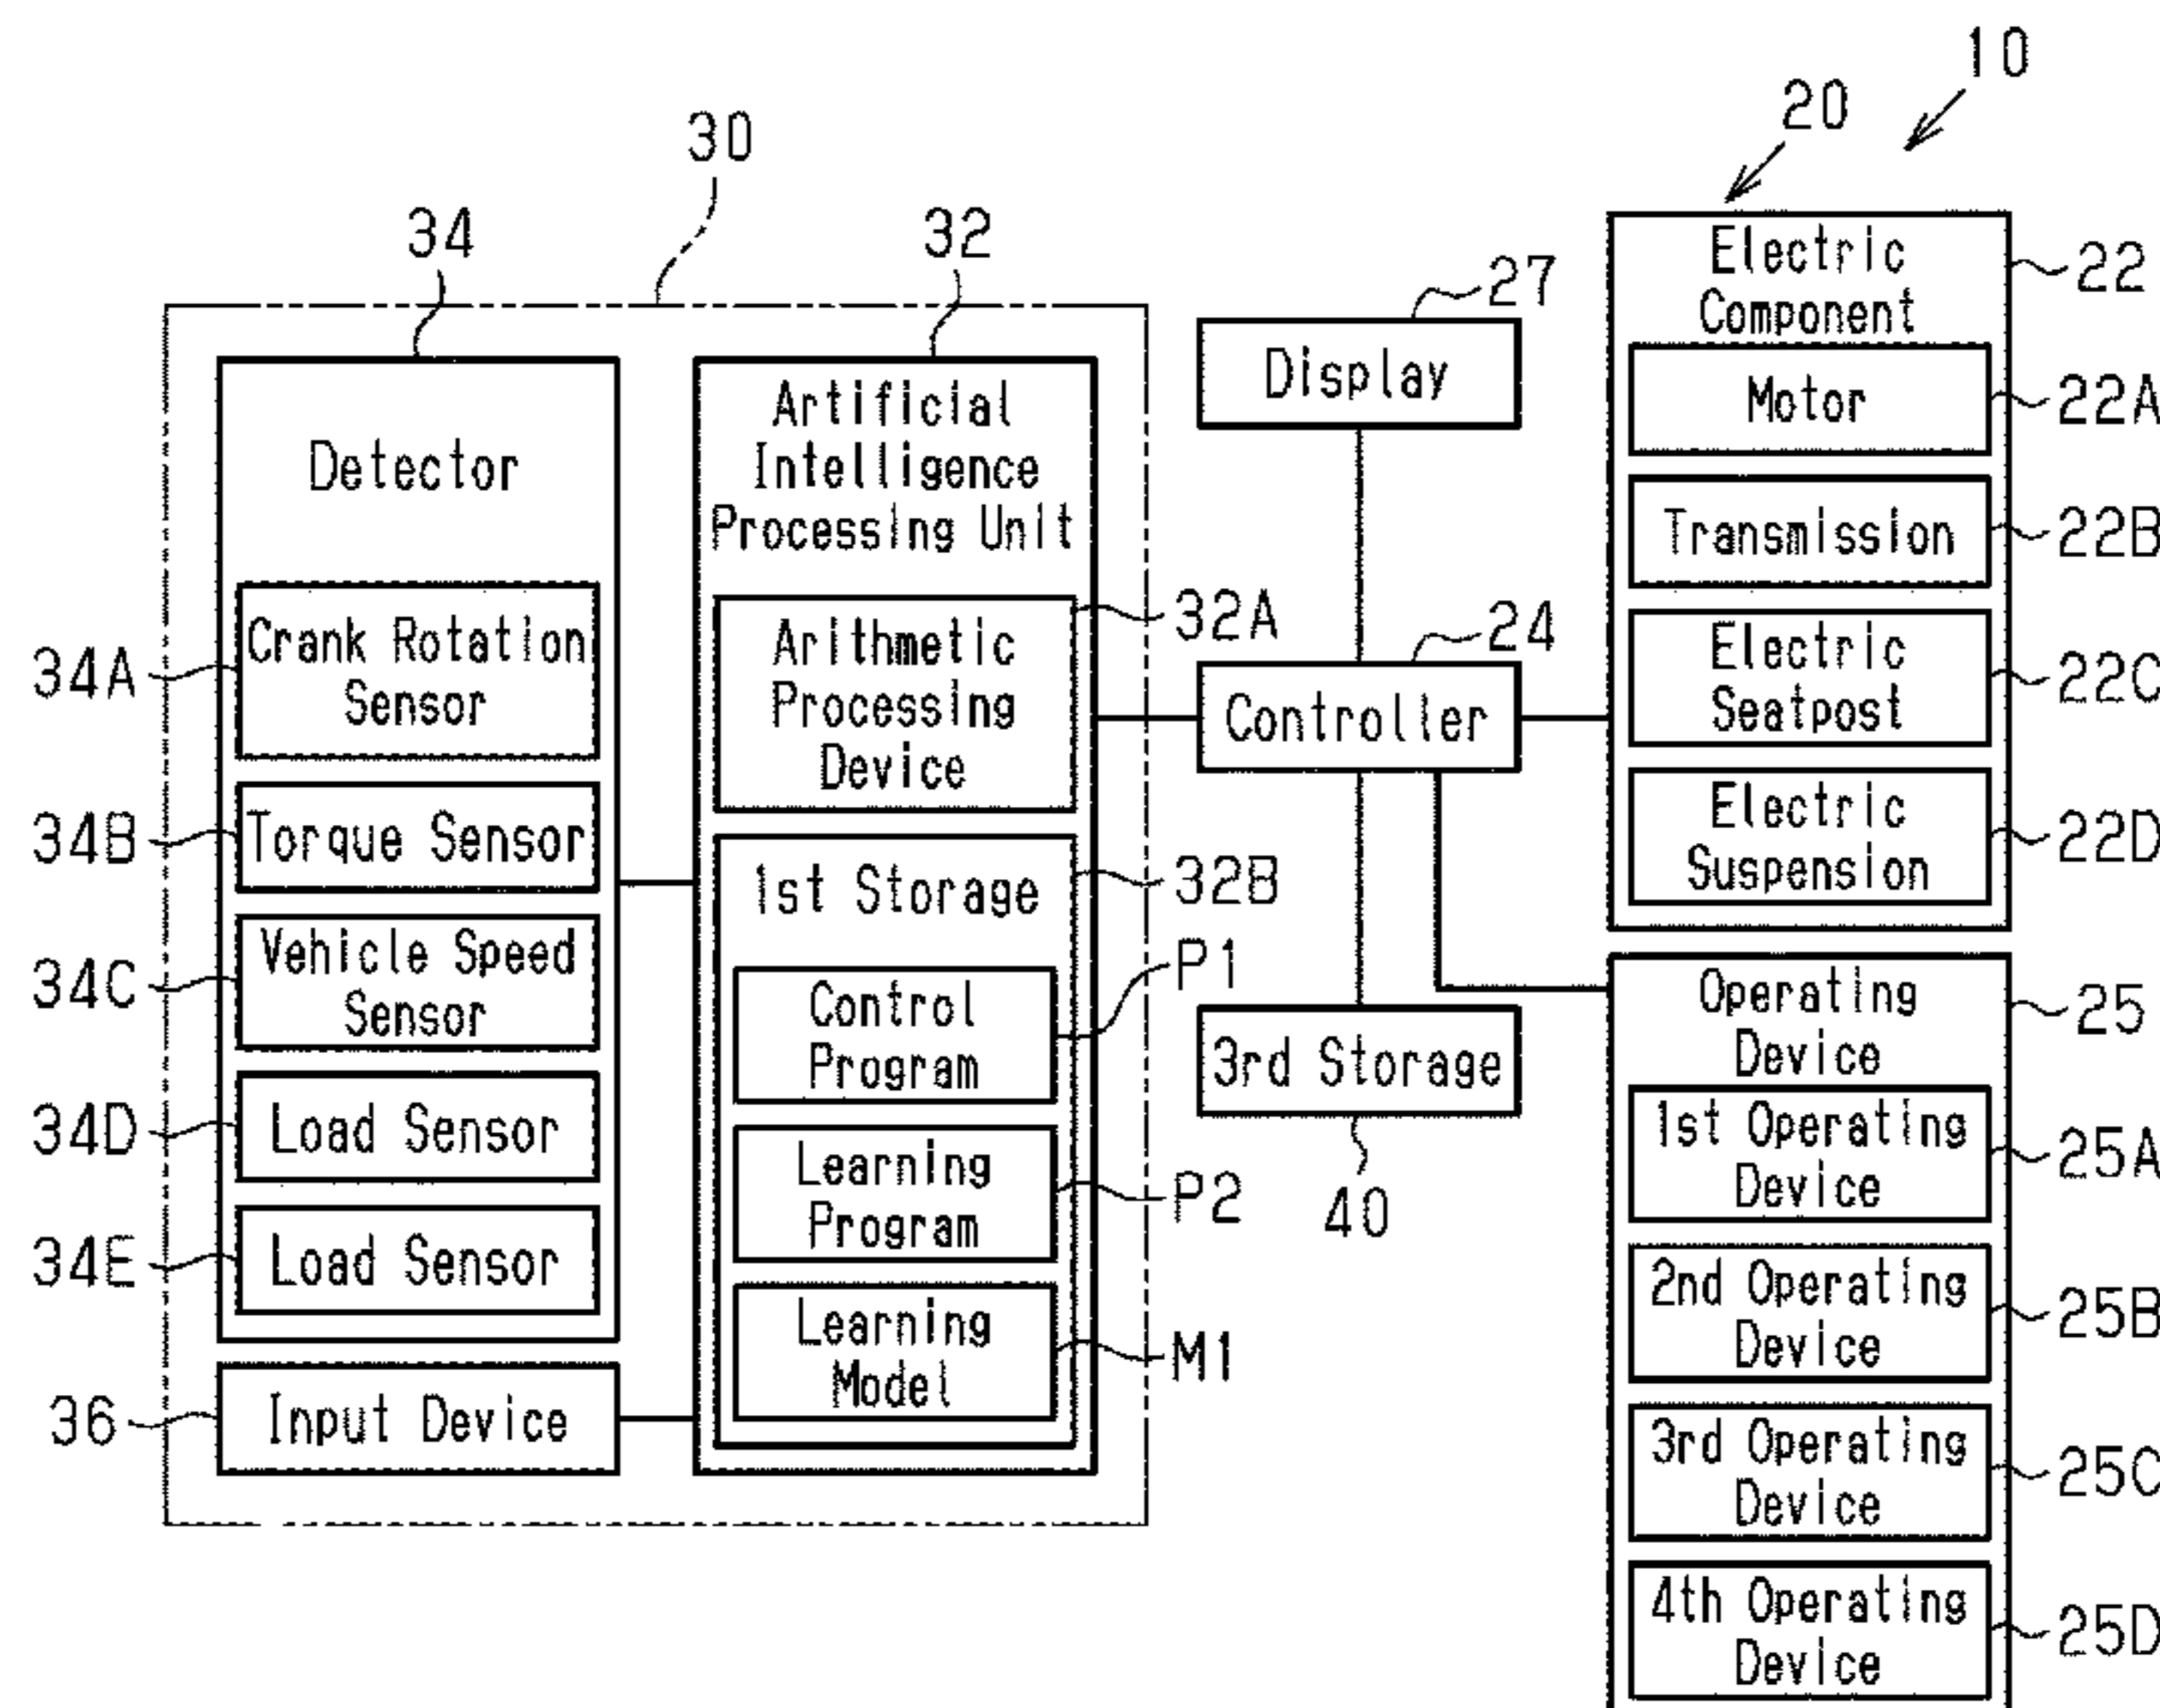 10
20
30
34
32
Electric
Component
22
27
Display
Motor
22A
Detector
Artificial
Intelligence
Processing Unit
Transmission
22B
34A
Crank Rotation
Sensor
32A
Arithmetic
Processing
Device
24
Controller
Electric
Seatpost
22C
34B
Torque Sensor
Electric
Suspension
22D
1st Storage
32B
34C
Vehicle Speed
Sensor
Control
Program
P1
3rd Storage
40
Operating
Device
25
34D
Load Sensor
Learning
Program
P2
1st Operating
Device
25A
34E
Load Sensor
Learning
Model
M1
2nd Operating
Device
25B
36
Input Device
3rd Operating
Device
25C
4th Operating
Device
25D